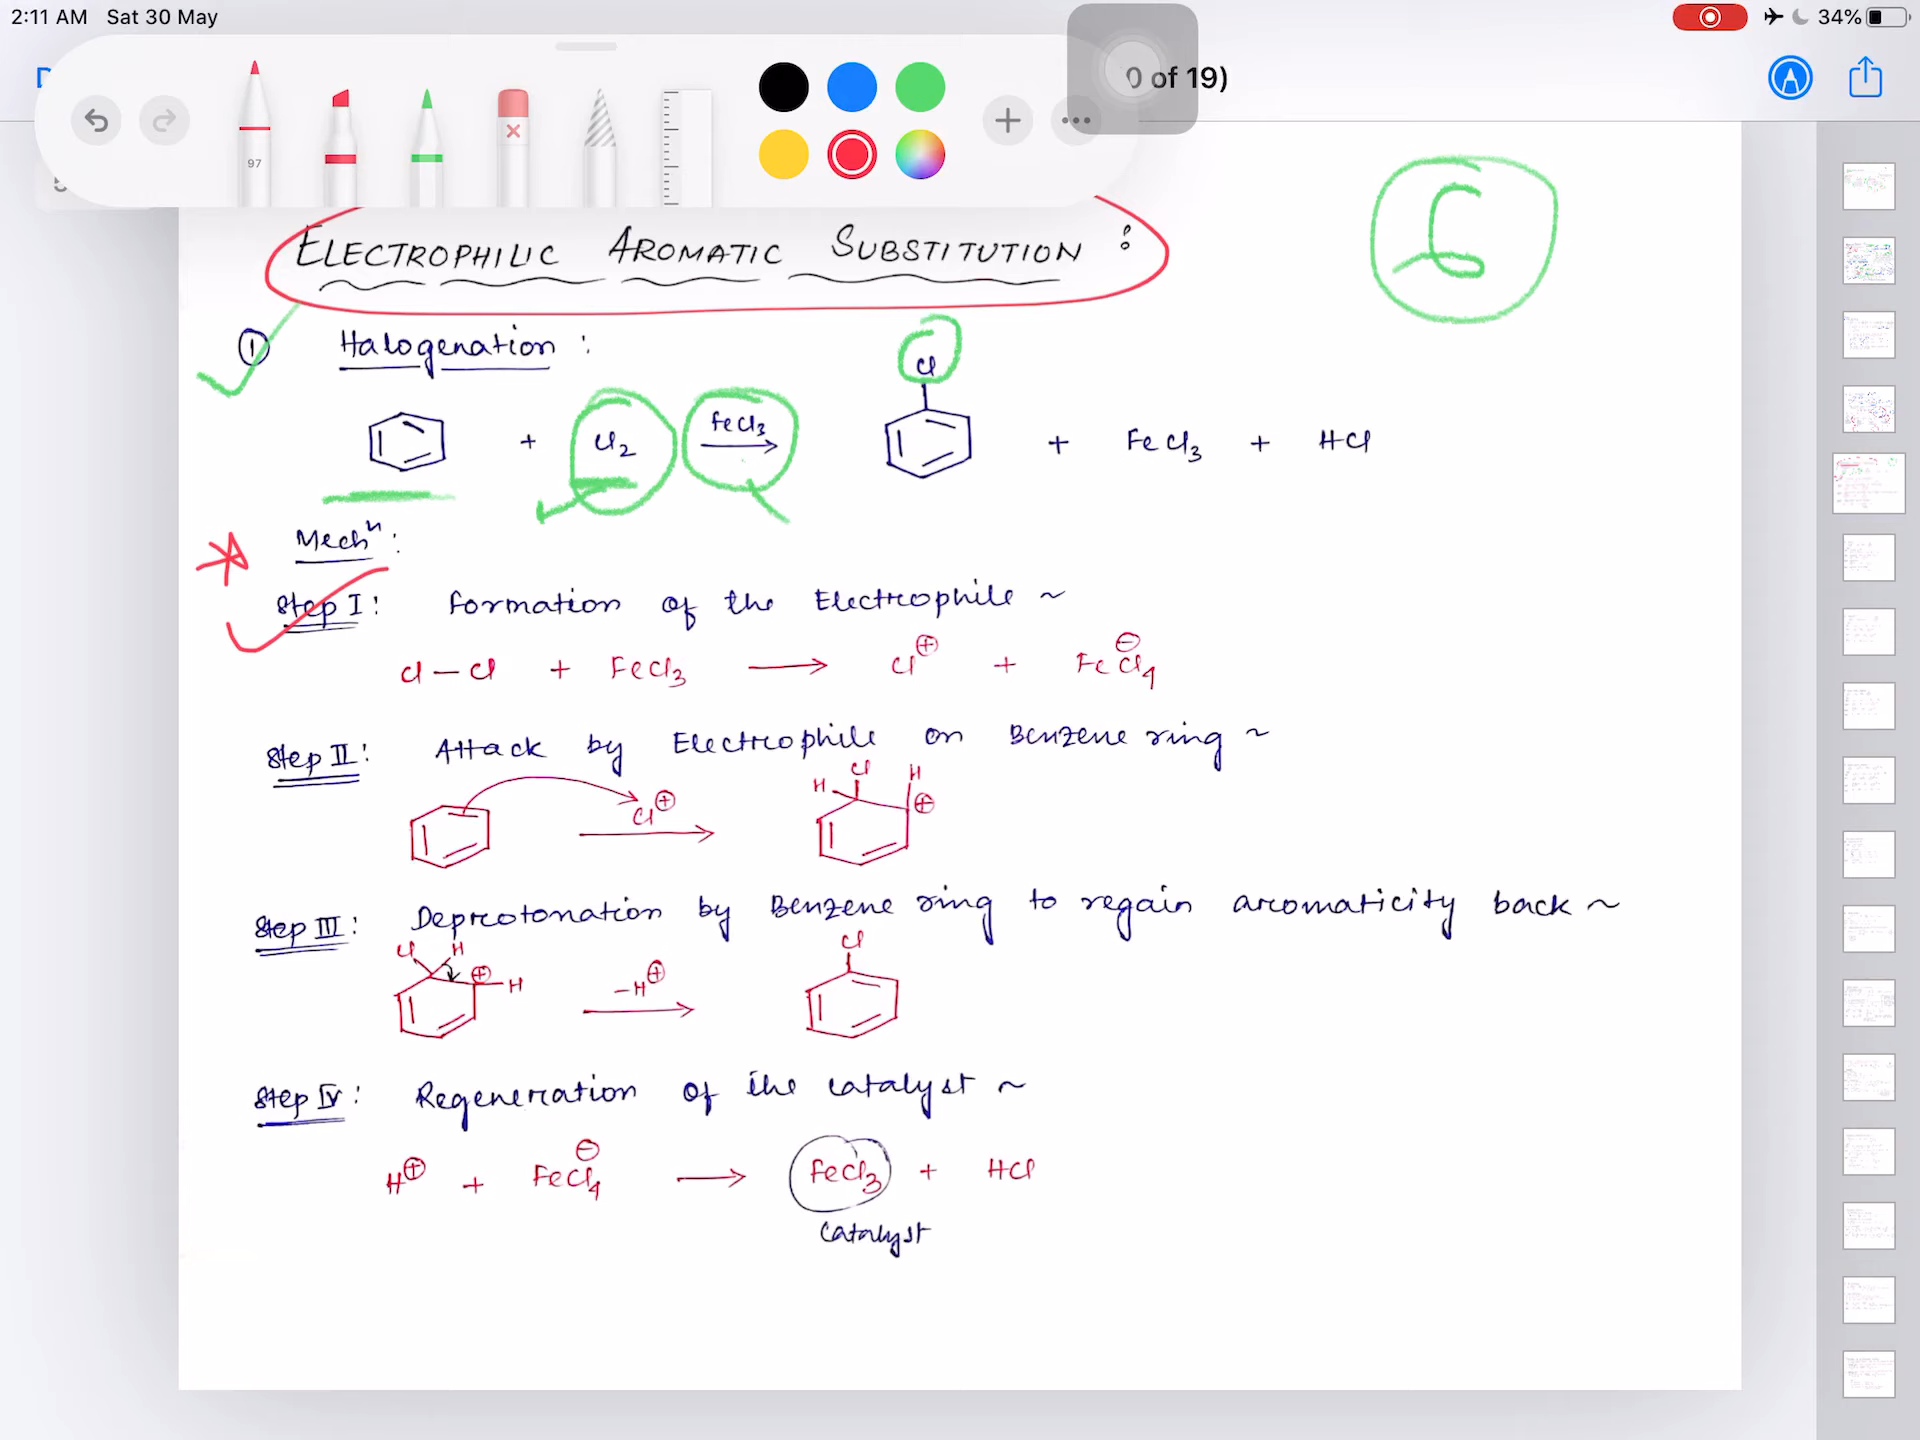 2:11 AM Sat 30 May
34%
0 of 19)
97
ELECTROPHILIC AROMATIC SUBSTITUTION :
① Halogenation :
+ Cl2 FeCl3 → Cl + FeCl3 + HCl
Mechⁿ :
Step I : Formation of the Electrophile ~
Cl – Cl + FeCl3 → Cl⊕ + FeCl4⊖
Step II : Attack by Electrophile on Benzene ring ~
Cl⊕ → H Cl H ⊕
Step III : Deprotonation by Benzene ring to regain aromaticity back ~
Cl H ⊕ – H –H⊕ → Cl
Step IV : Regeneration of the catalyst ~
H⊕ + FeCl4⊖ → FeCl3 + HCl
Catalyst